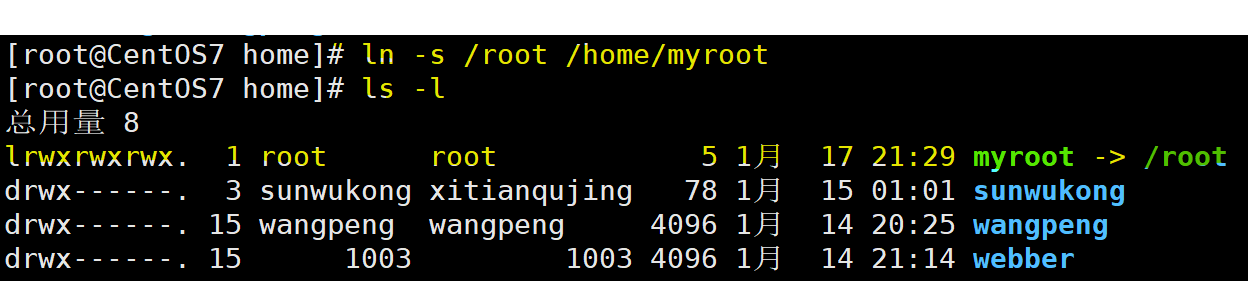 [root@CentOS7 home]# ln -s /root /home/myroot
[root@CentOS7 home]# ls -l
总用量 8
lrwxrwxrwx.  1 root      root            5 1月  17 21:29 myroot -> /root
drwx------.  3 sunwukong xitianqujing   78 1月  15 01:01 sunwukong
drwx------. 15 wangpeng  wangpeng     4096 1月  14 20:25 wangpeng
drwx------. 15      1003         1003 4096 1月  14 21:14 webber